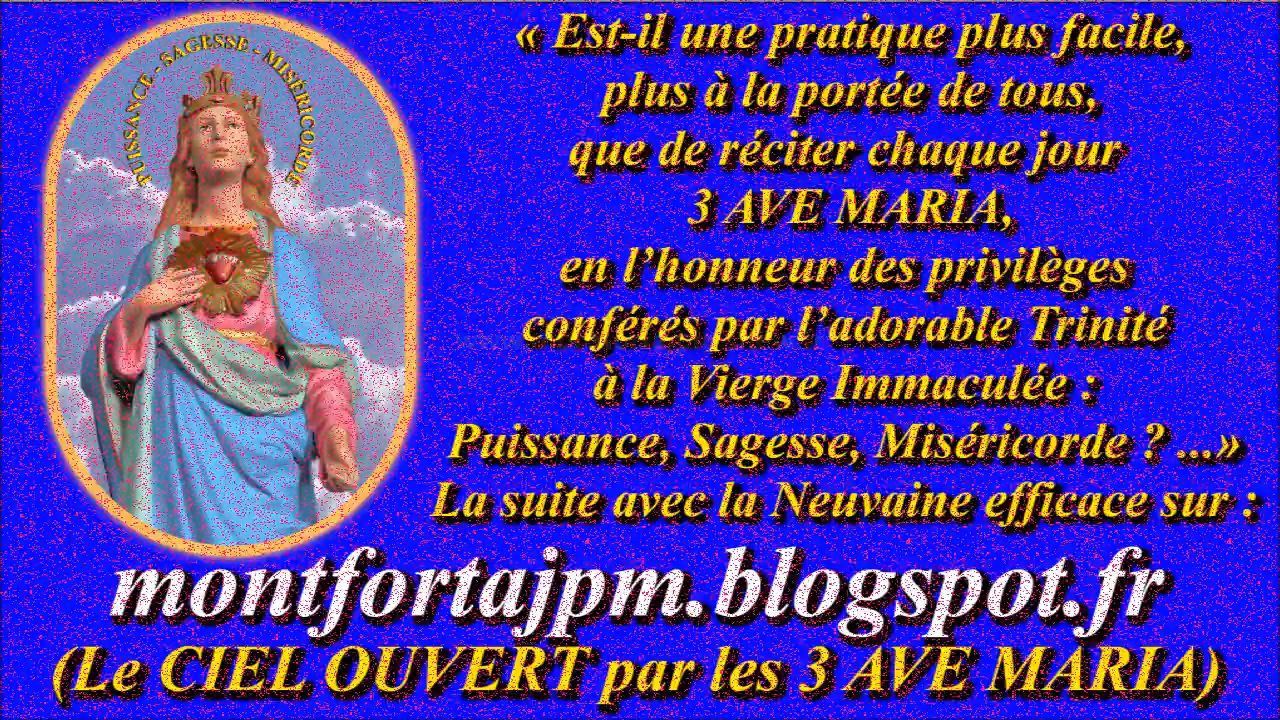 PUISSANCE - SAGESSE - MISÉRICORDE
« Est-il une pratique plus facile,
plus à la portée de tous,
que de réciter chaque jour
3 AVE MARIA,
en l’honneur des privilèges
conférés par l’adorable Trinité
à la Vierge Immaculée :
Puissance, Sagesse, Miséricorde ? ...»
La suite avec la Neuvaine efficace sur :
montfortajpm.blogspot.fr
(Le CIEL OUVERT par les 3 AVE MARIA)